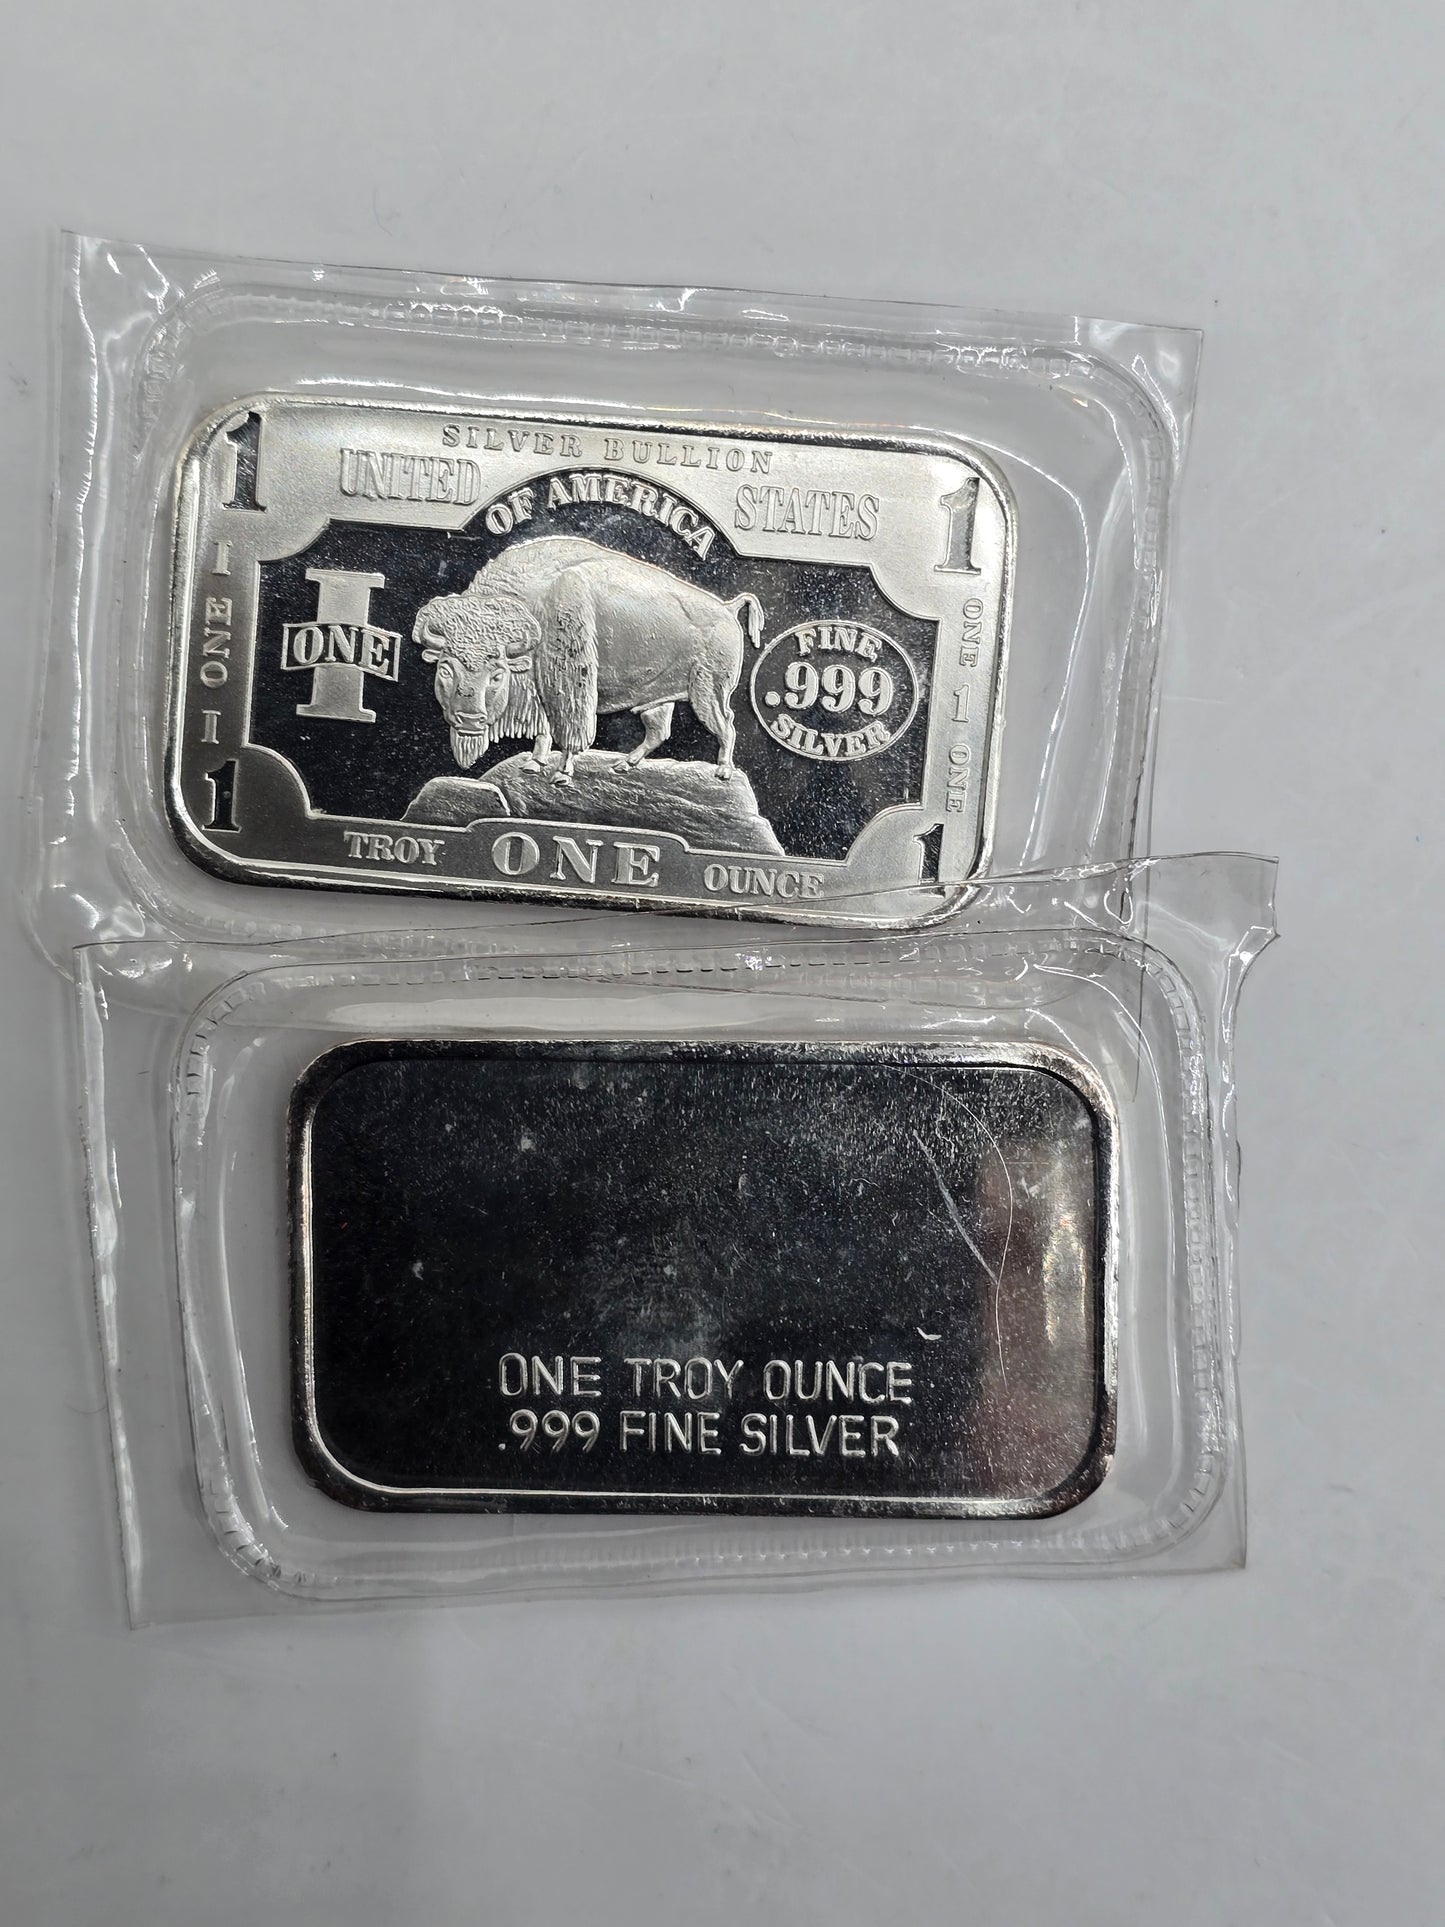 SILVER BULLION
UNITED STATES
OF AMERICA
1
1
I ONE I
ONE 1 ONE
I
ONE
FINE
.999
SILVER
1
1
TROY ONE OUNCE
ONE TROY OUNCE
.999 FINE SILVER